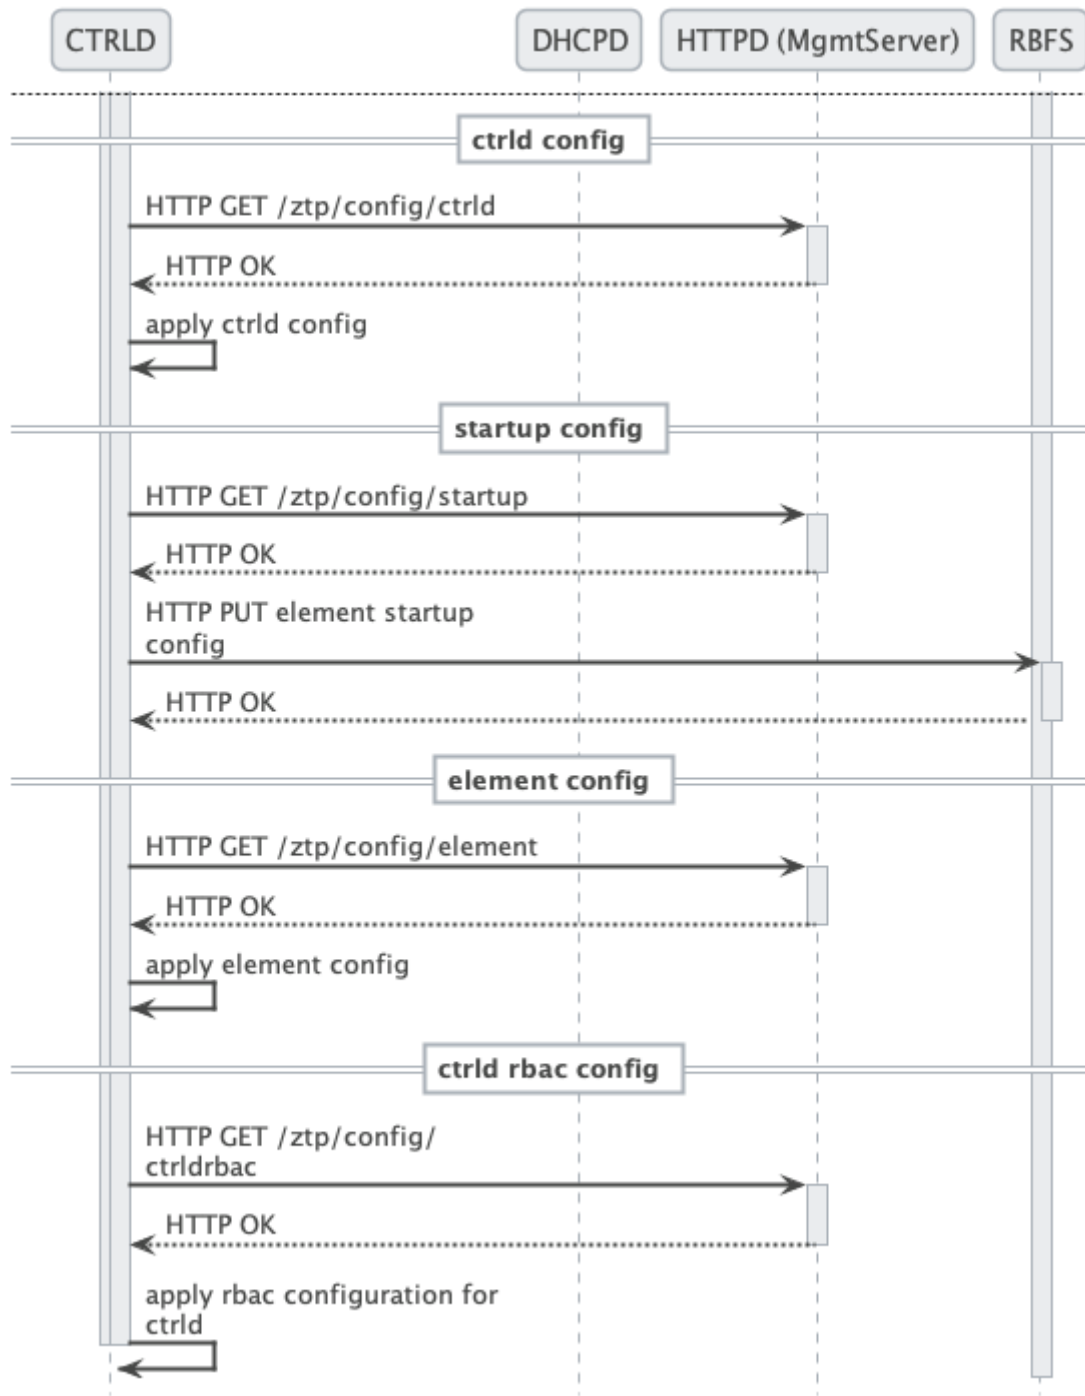 CTRLD
DHCPD
HTTPD (MgmtServer)
RBFS
ctrld config
HTTP GET /ztp/config/ctrld
HTTP OK
apply ctrld config
startup config
HTTP GET /ztp/config/startup
HTTP OK
HTTP PUT element startup
config
HTTP OK
element config
HTTP GET /ztp/config/element
HTTP OK
apply element config
ctrld rbac config
HTTP GET /ztp/config/
ctrldrbac
HTTP OK
apply rbac configuration for
ctrld